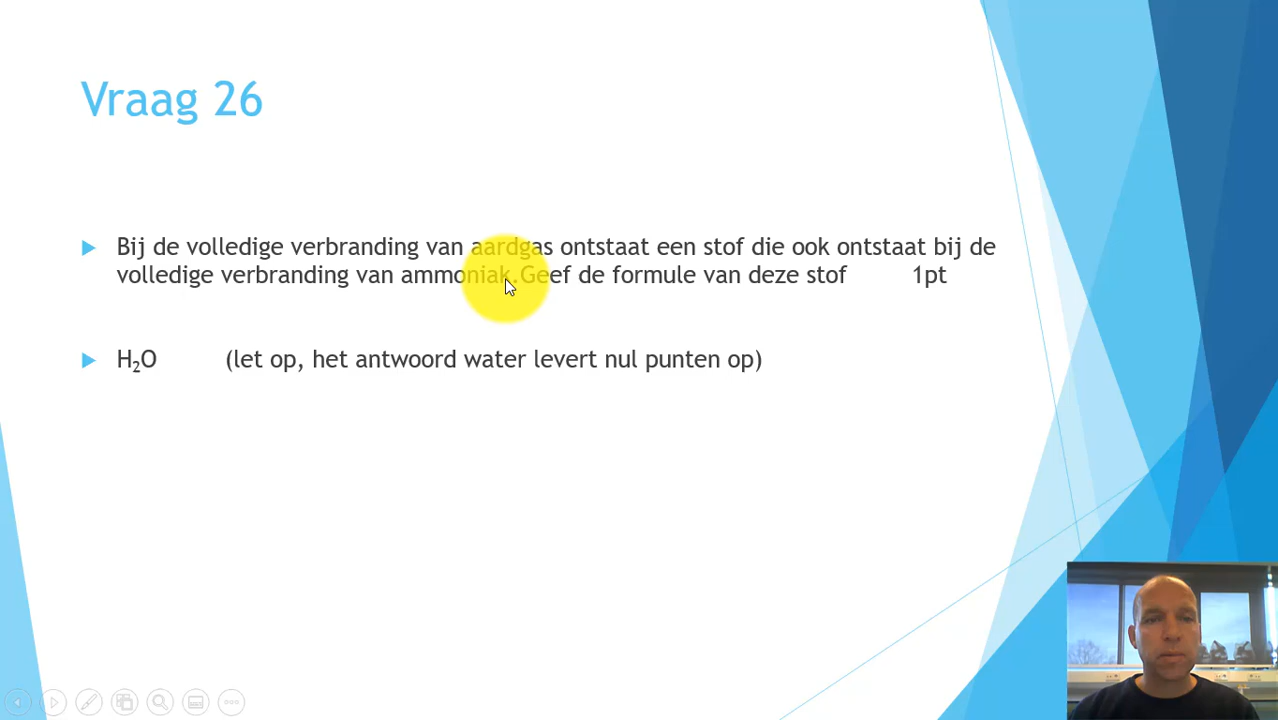 Vraag 26
Bij de volledige verbranding van aardgas ontstaat een stof die ook ontstaat bij de
volledige verbranding van ammoniak.Geef de formule van deze stof 1pt
H₂O (let op, het antwoord water levert nul punten op)